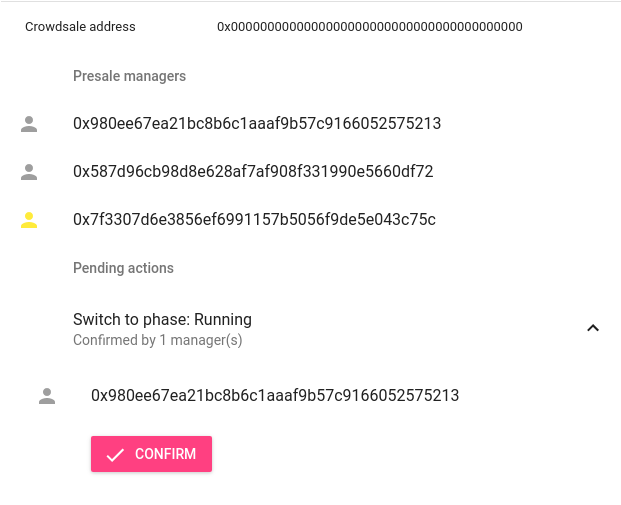 Crowdsale address 0x0000000000000000000000000000000000000000
Presale managers
0x980ee67ea21bc8b6c1aaaf9b57c9166052575213
0x587d96cb98d8e628af7af908f331990e5660df72
0x7f3307d6e3856ef6991157b5056f9de5e043c75c
Pending actions
Switch to phase: Running
Confirmed by 1 manager(s)
0x980ee67ea21bc8b6c1aaaf9b57c9166052575213
CONFIRM